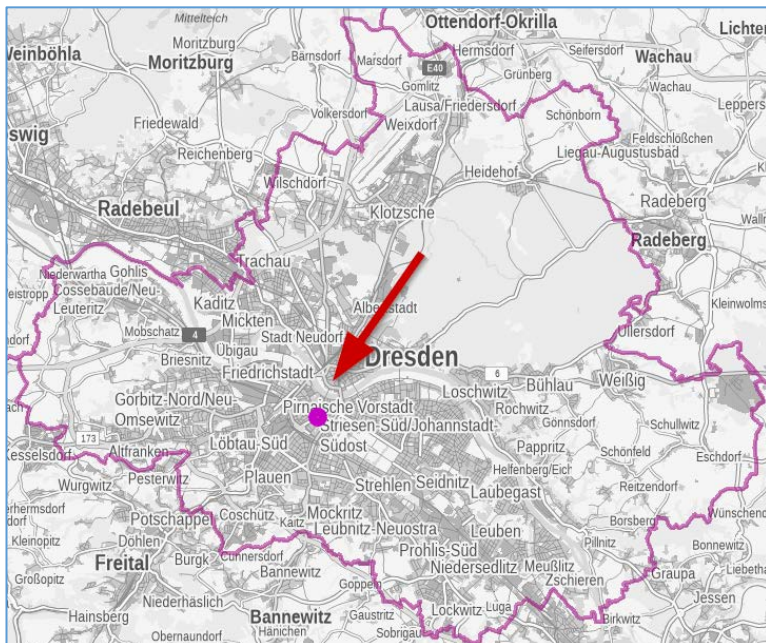 Mittelteich
Ottendorf-Okrilla
Lichten
Moritzburg
Bärnsdorf
Marsdorf
Hermsdorf
Seifersdorf
Weinböhla
Moritzburg
E40
Grünberg
Wachau
Gomlitz
Wachau
Lausa/Friedersdorf
Leppers
Friedewald
Volkersdorf
Weixdorf
Schönborn
swig
Feldschlößchen
Reichenberg
Liegau-Augustusbad
Wilschdorf
Heidehof
Radeberg
Radebeul
Klotzsche
Radeberg
Niederwartha
Gohlis
Trachau
Cossebaude/Neu-
Leuteritz
Kaditz
Albertstadt
Kleinwolms
Mobschatz
4
Mickten
Ullersdorf
Stadt Neudorf
Briesnitz
Übigau
Dresden
Friedrichstadt
6
Bühlau
Weißig
Loschwitz
Gorbitz-Nord/Neu-
Omsewitz
Pirnaische Vorstadt
Rochwitz
Gönnsdorf
Schullwitz
173
Striesen-Süd/Johannstadt-
Südost
Kesselsdorf
Altfranken
Löbtau-Süd
Pappritz
Schönfeld
Eschdorf
Wurgwitz
Pesterwitz
Plauen
Strehlen
Seidnitz
Helfenberg/Eich
Laubegast
Reitzendorf
Potschappel
Coschütz
Kaitz
Mockritz
Leubnitz-Neuostra
Leuben
Borsberg
Wünschend
Kleinopitz
Döhlen
Burgk
Cunnersdorf
Prohlis-Süd
Pillnitz
Bonnewitz
Freital
Bannewitz
Niedersedlitz
Meußlitz
Zschieren
Graupa
Liebetha
Großopitz
Goppeln
Niederhäslich
Lockwitz
Luga
Jessen
Hainsberg
Bannewitz
Gaustritz
Birkwitz
Obernaundorf
Hänichen
Sobrigau